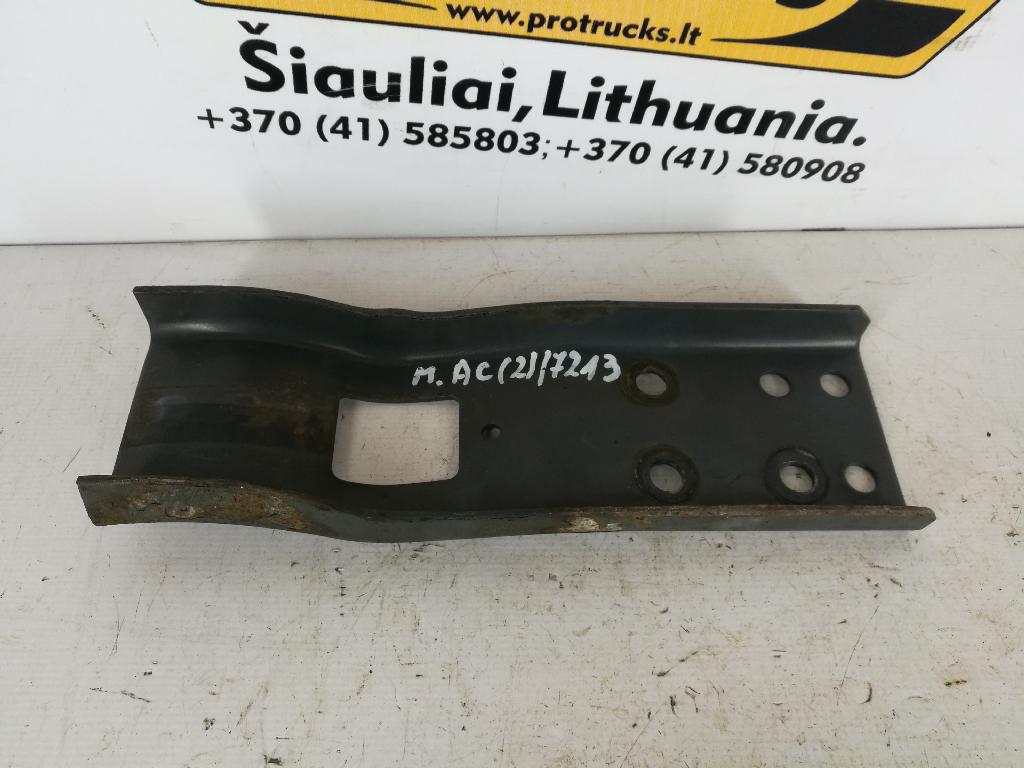 www.protrucks.lt
Šiauliai, Lithuania.
+370 (41) 585803; +370 (41) 580908
M. AC (2)/7213